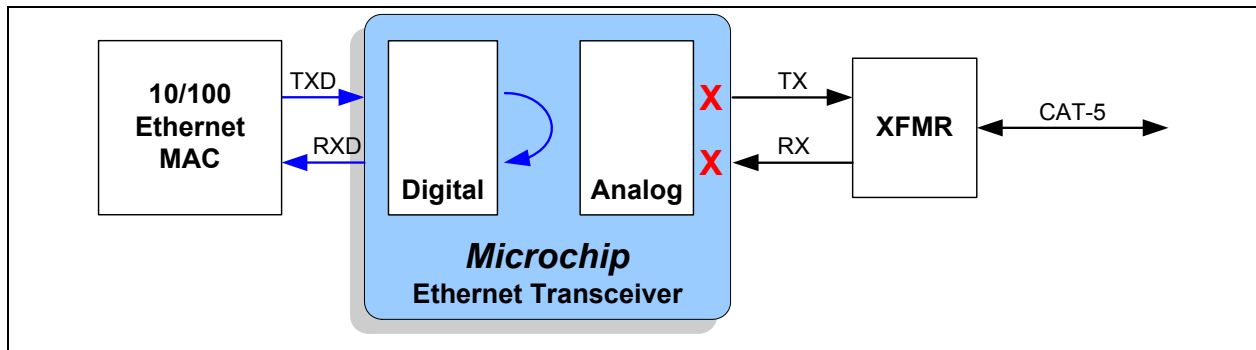 10/100
Ethernet
MAC
TXD
RXD
Digital
Analog
X
X
Microchip
Ethernet Transceiver
TX
RX
XFMR
CAT-5